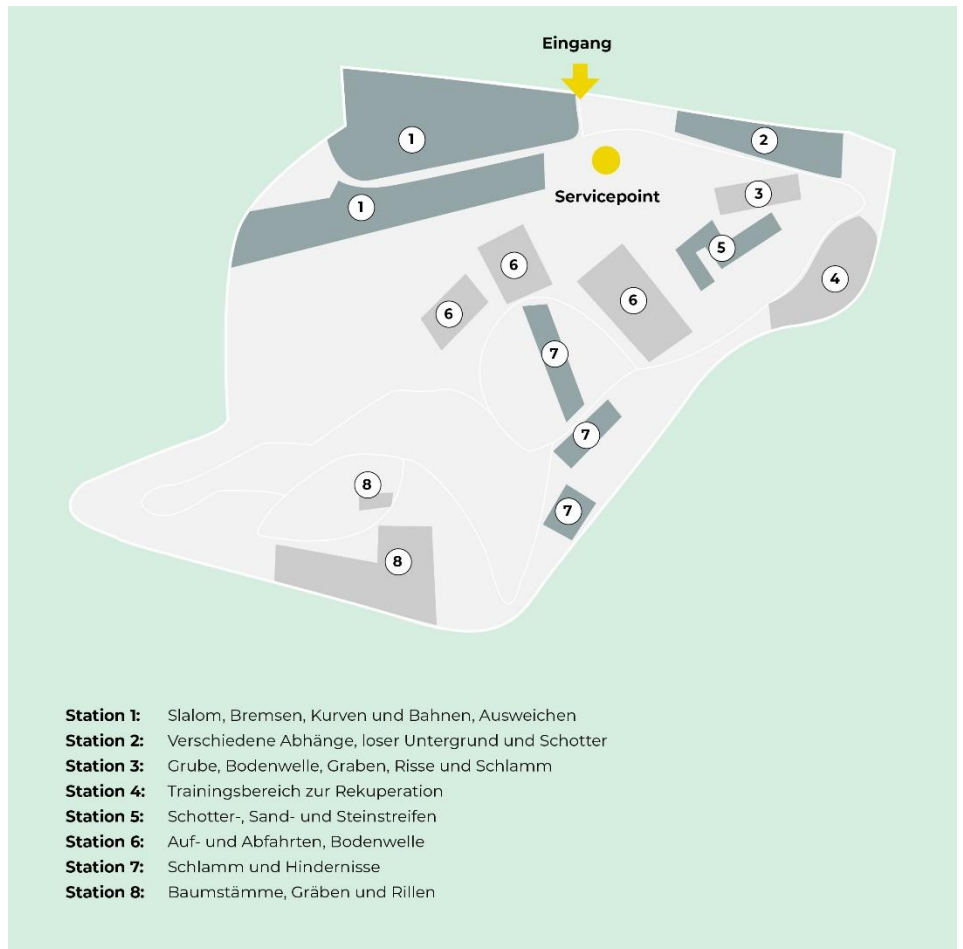 Eingang
1
2
Servicepoint
3
1
5
6
4
6
6
7
7
8
7
8
Station 1: Slalom, Bremsen, Kurven und Bahnen, Ausweichen
Station 2: Verschiedene Abhänge, loser Untergrund und Schotter
Station 3: Grube, Bodenwelle, Graben, Risse und Schlamm
Station 4: Trainingsbereich zur Rekuperation
Station 5: Schotter-, Sand- und Steinstreifen
Station 6: Auf- und Abfahrten, Bodenwelle
Station 7: Schlamm und Hindernisse
Station 8: Baumstämme, Gräben und Rillen